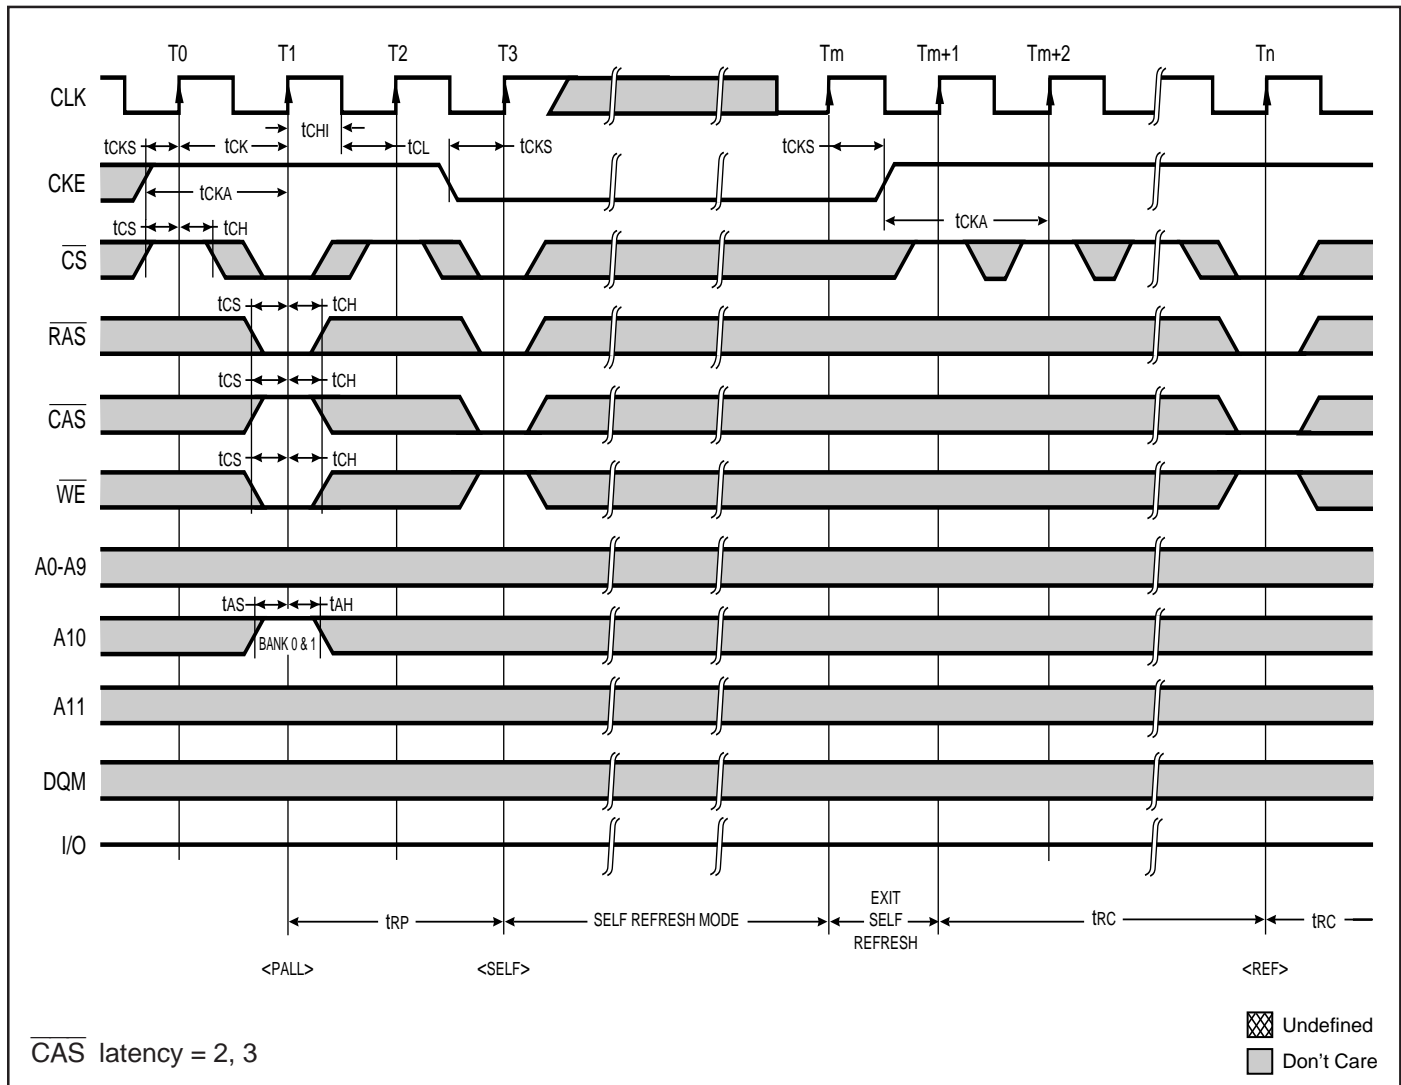 T0 T1 T2 T3 Tm Tm+1 Tm+2 Tn
CLK
tCHI
tCKS tCK tCL tCKS tCKS
CKE
tCKA
tCKA
tCS tCH
CS
tCS tCH
RAS
tCS tCH
CAS
tCS tCH
WE
A0-A9
tAS tAH
A10 BANK 0 & 1
A11
DQM
I/O
tRP SELF REFRESH MODE EXIT SELF REFRESH tRC tRC
<PALL> <SELF> <REF>
Undefined
CAS latency = 2, 3
Don't Care